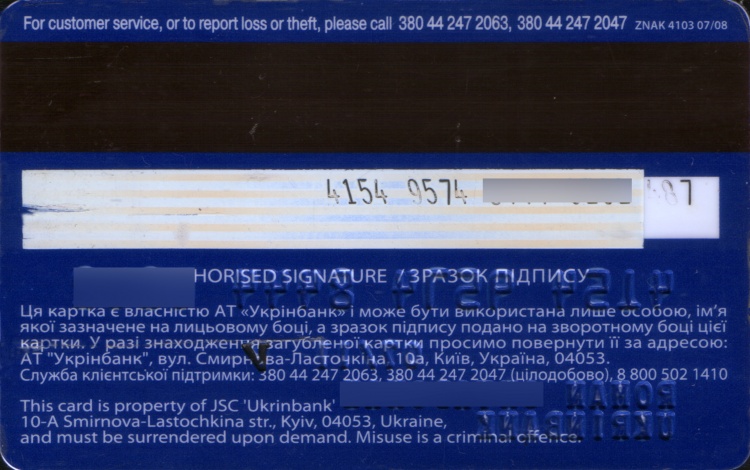 For customer service, or to report loss or theft, please call 380 44 247 2063, 380 44 247 2047 ZNAK 4103 07/08
4154 9574
HORISED SIGNATURE / ЗРАЗОК ПІДПИСУ
Ця картка є власністю АТ «Укрінбанк» і може бути використана лише особою, ім'я
якої зазначене на лицьовому боці, а зразок підпису подано на зворотному боці цієї
картки. У разі знаходження загубленої картки просимо повернути її за адресою:
АТ "Укрінбанк", вул. Смирнова-Ласточкіна, 10а, Київ, Україна, 04053.
Служба клієнтської підтримки: 380 44 247 2063, 380 44 247 2047 (цілодобово), 8 800 502 1410
This card is property of JSC 'Ukrinbank'
10-A Smirnova-Lastochkina str., Kyiv, 04053, Ukraine,
and must be surrendered upon demand. Misuse is a criminal offence.